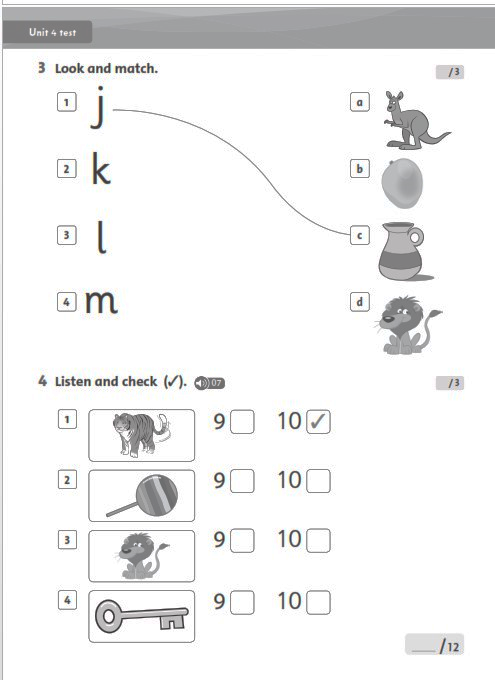 Unit 4 test
3 Look and match.
/3
1 j a
2 k b
3 l c
4 m d
4 Listen and check (✓). 07
/3
1 9 10 ✓
2 9 10
3 9 10
4 9 10
___ /12